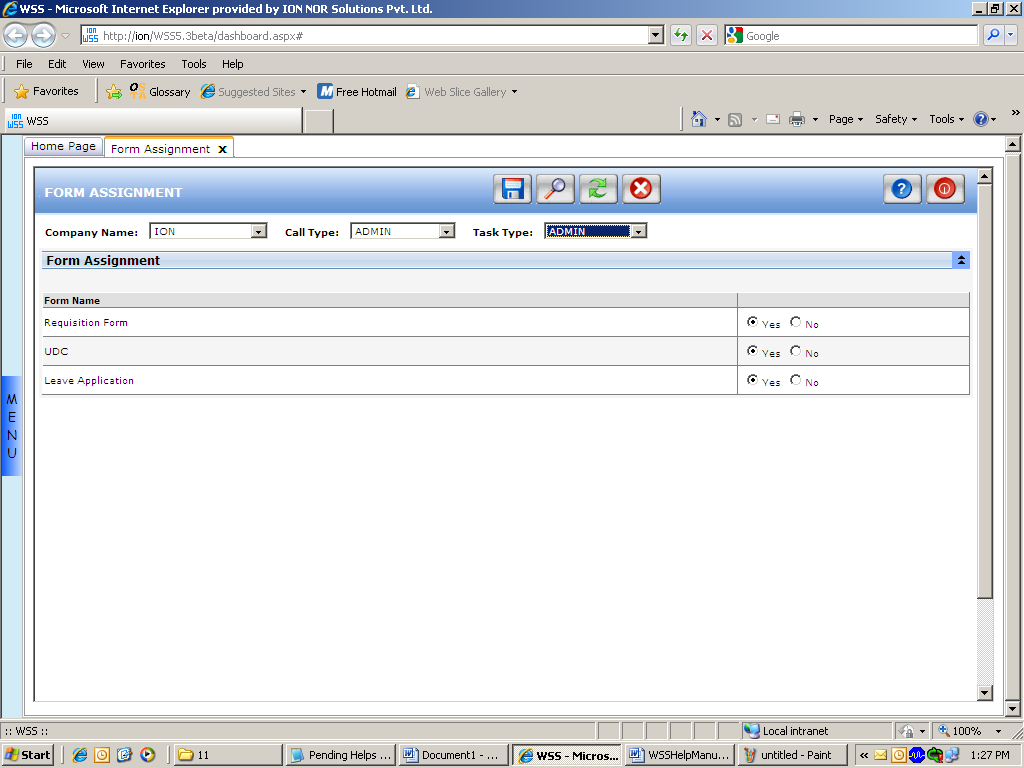 WSS - Microsoft Internet Explorer provided by ION NOR Solutions Pvt. Ltd.
ion WSS http://ion/WSS5.3beta/dashboard.aspx# Google
File Edit View Favorites Tools Help
Favorites Glossary Suggested Sites Free Hotmail Web Slice Gallery
ion WSS WSS Page Safety Tools »
Home Page Form Assignment x
FORM ASSIGNMENT
Company Name: ION Call Type: ADMIN Task Type: ADMIN
Form Assignment
Form Name
Requisition Form Yes No
UDC Yes No
Leave Application Yes No
M
E
N
U
:: WSS :: Local intranet 100%
Start 11 Pending Helps ... Document1 - ... WSS - Micros... WSSHelpManu... untitled - Paint « 1:27 PM